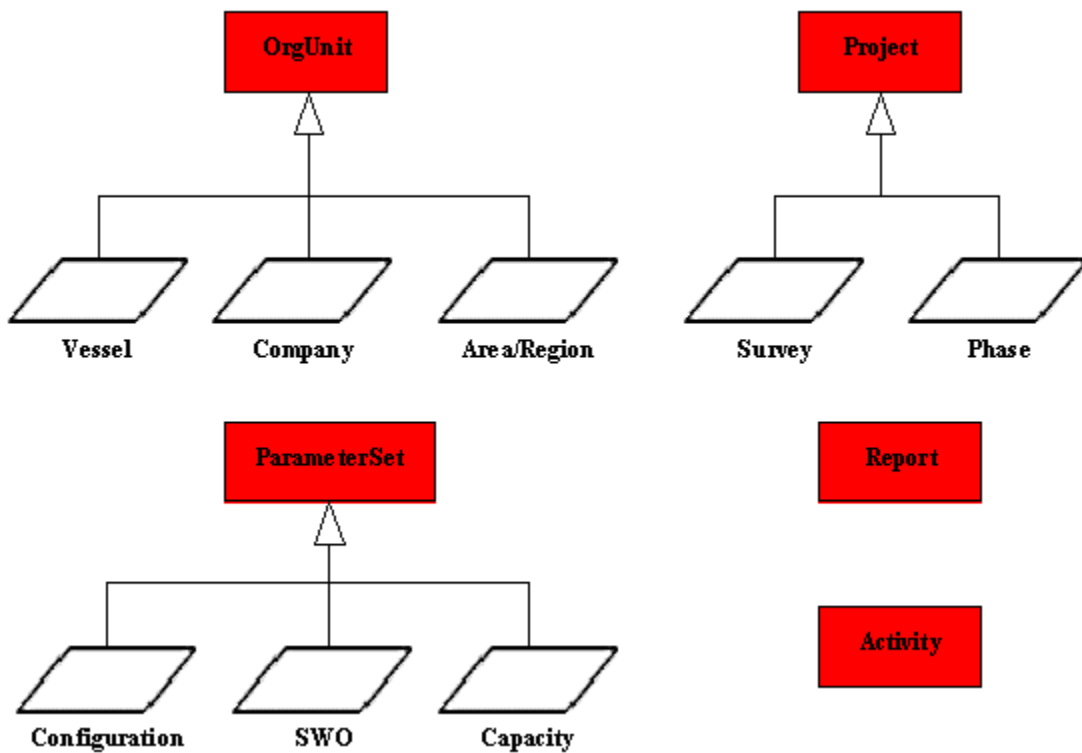 OrgUnit
Project
Vessel
Company
Area/Region
Survey
Phase
ParameterSet
Report
Activity
Configuration
SWO
Capacity